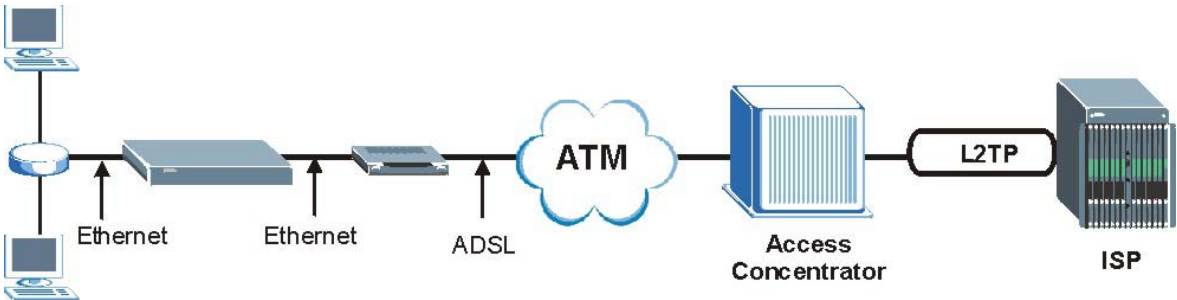 Ethernet
Ethernet
ADSL
ATM
Access
Concentrator
L2TP
ISP